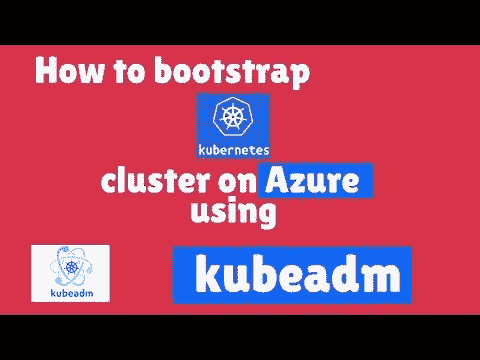 How to bootstrap
kubernetes
cluster on Azure
using
kubeadm
kubeadm